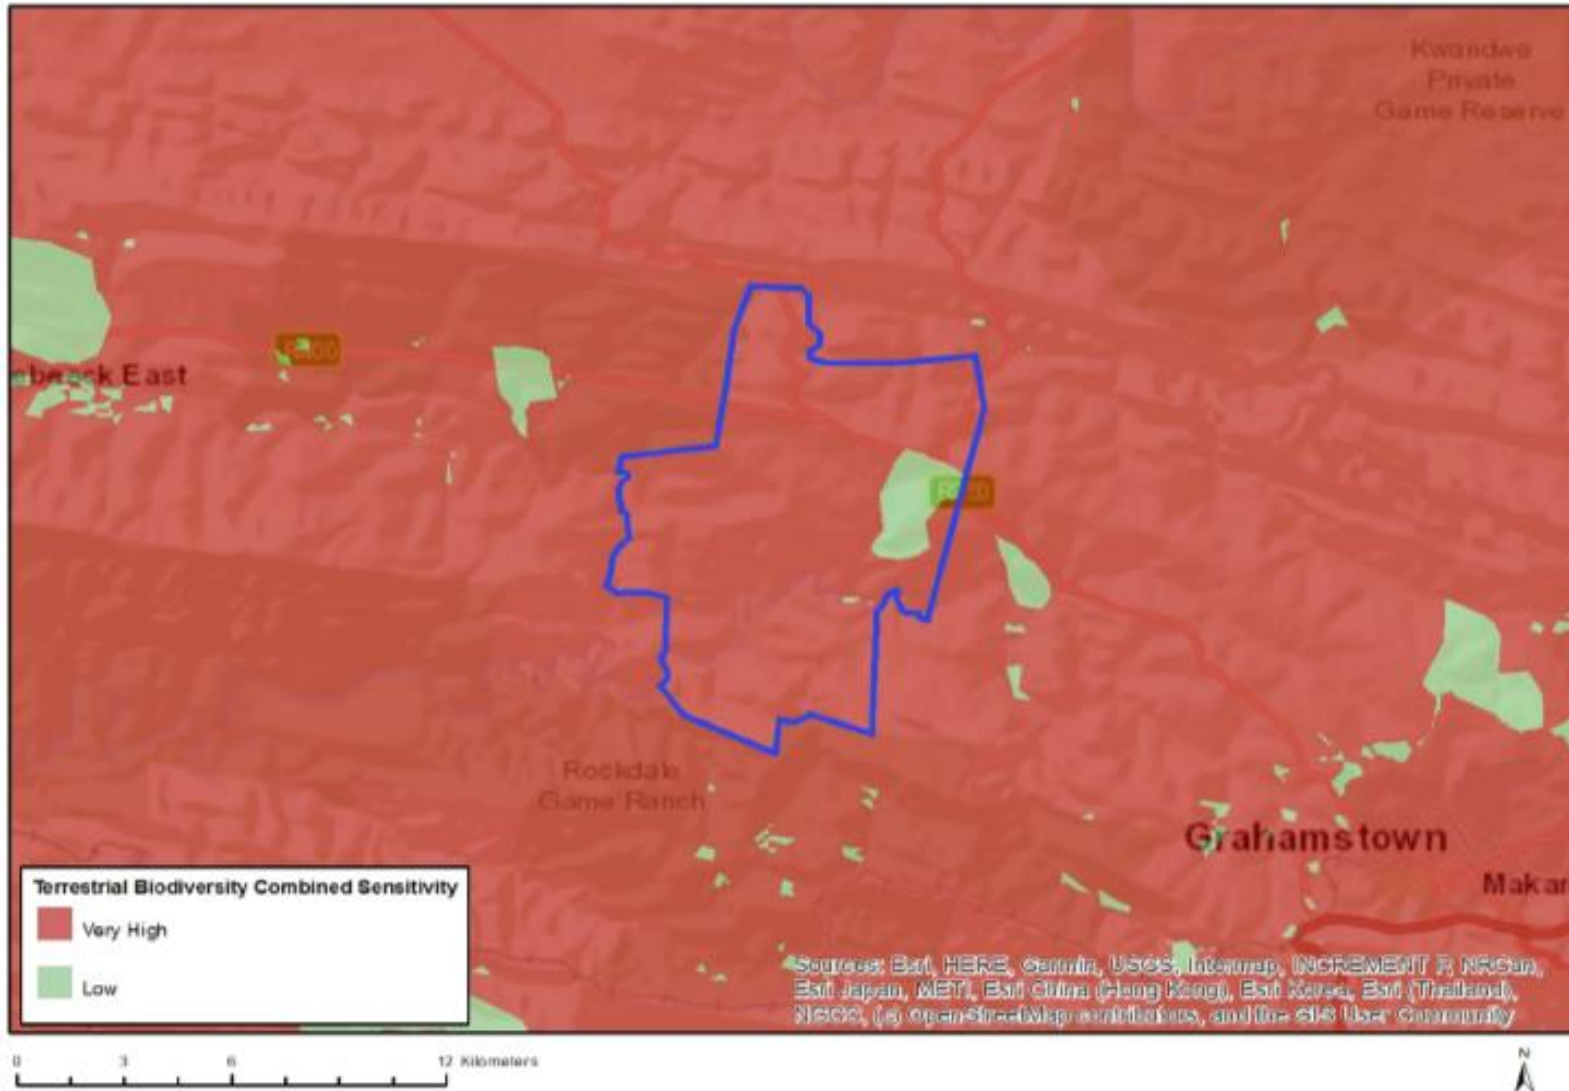 Kwandwe
Private
Game Reserve
East
Rockdale
Game Ranch
Grahamstown
Makan
Terrestrial Biodiversity Combined Sensitivity
Very High
Low
Sources: Esri, HERE, Garmin, USGS, Intermap, INCREMENT P, NRCan,
Esri Japan, METI, Esri China (Hong Kong), Esri Korea, Esri (Thailand),
NGCC, (c) OpenStreetMap contributors, and the GIS User Community
0 3 6 12 Kilometers
N